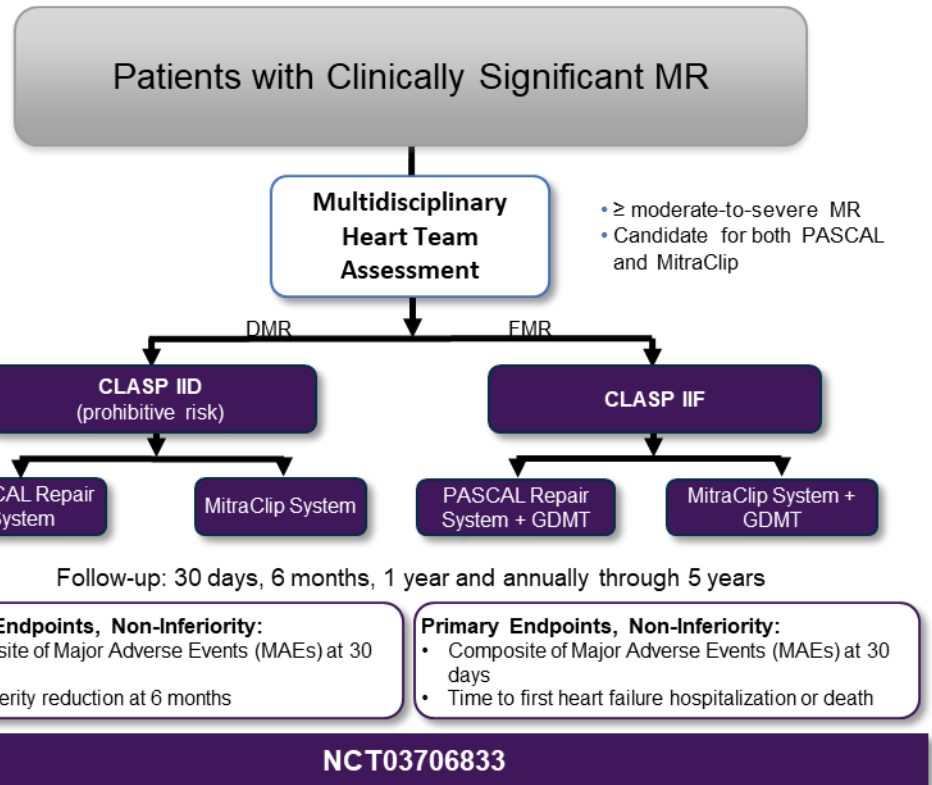 Patients with Clinically Significant MR
Multidisciplinary
Heart Team
Assessment
• ≥ moderate-to-severe MR
• Candidate for both PASCAL
and MitraClip
DMR
FMR
CLASP IID
(prohibitive risk)
CLASP IIF
CAL Repair
System
MitraClip System
PASCAL Repair
System + GDMT
MitraClip System +
GDMT
Follow-up: 30 days, 6 months, 1 year and annually through 5 years
Endpoints, Non-Inferiority:
site of Major Adverse Events (MAEs) at 30
erity reduction at 6 months
Primary Endpoints, Non-Inferiority:
• Composite of Major Adverse Events (MAEs) at 30
days
• Time to first heart failure hospitalization or death
NCT03706833